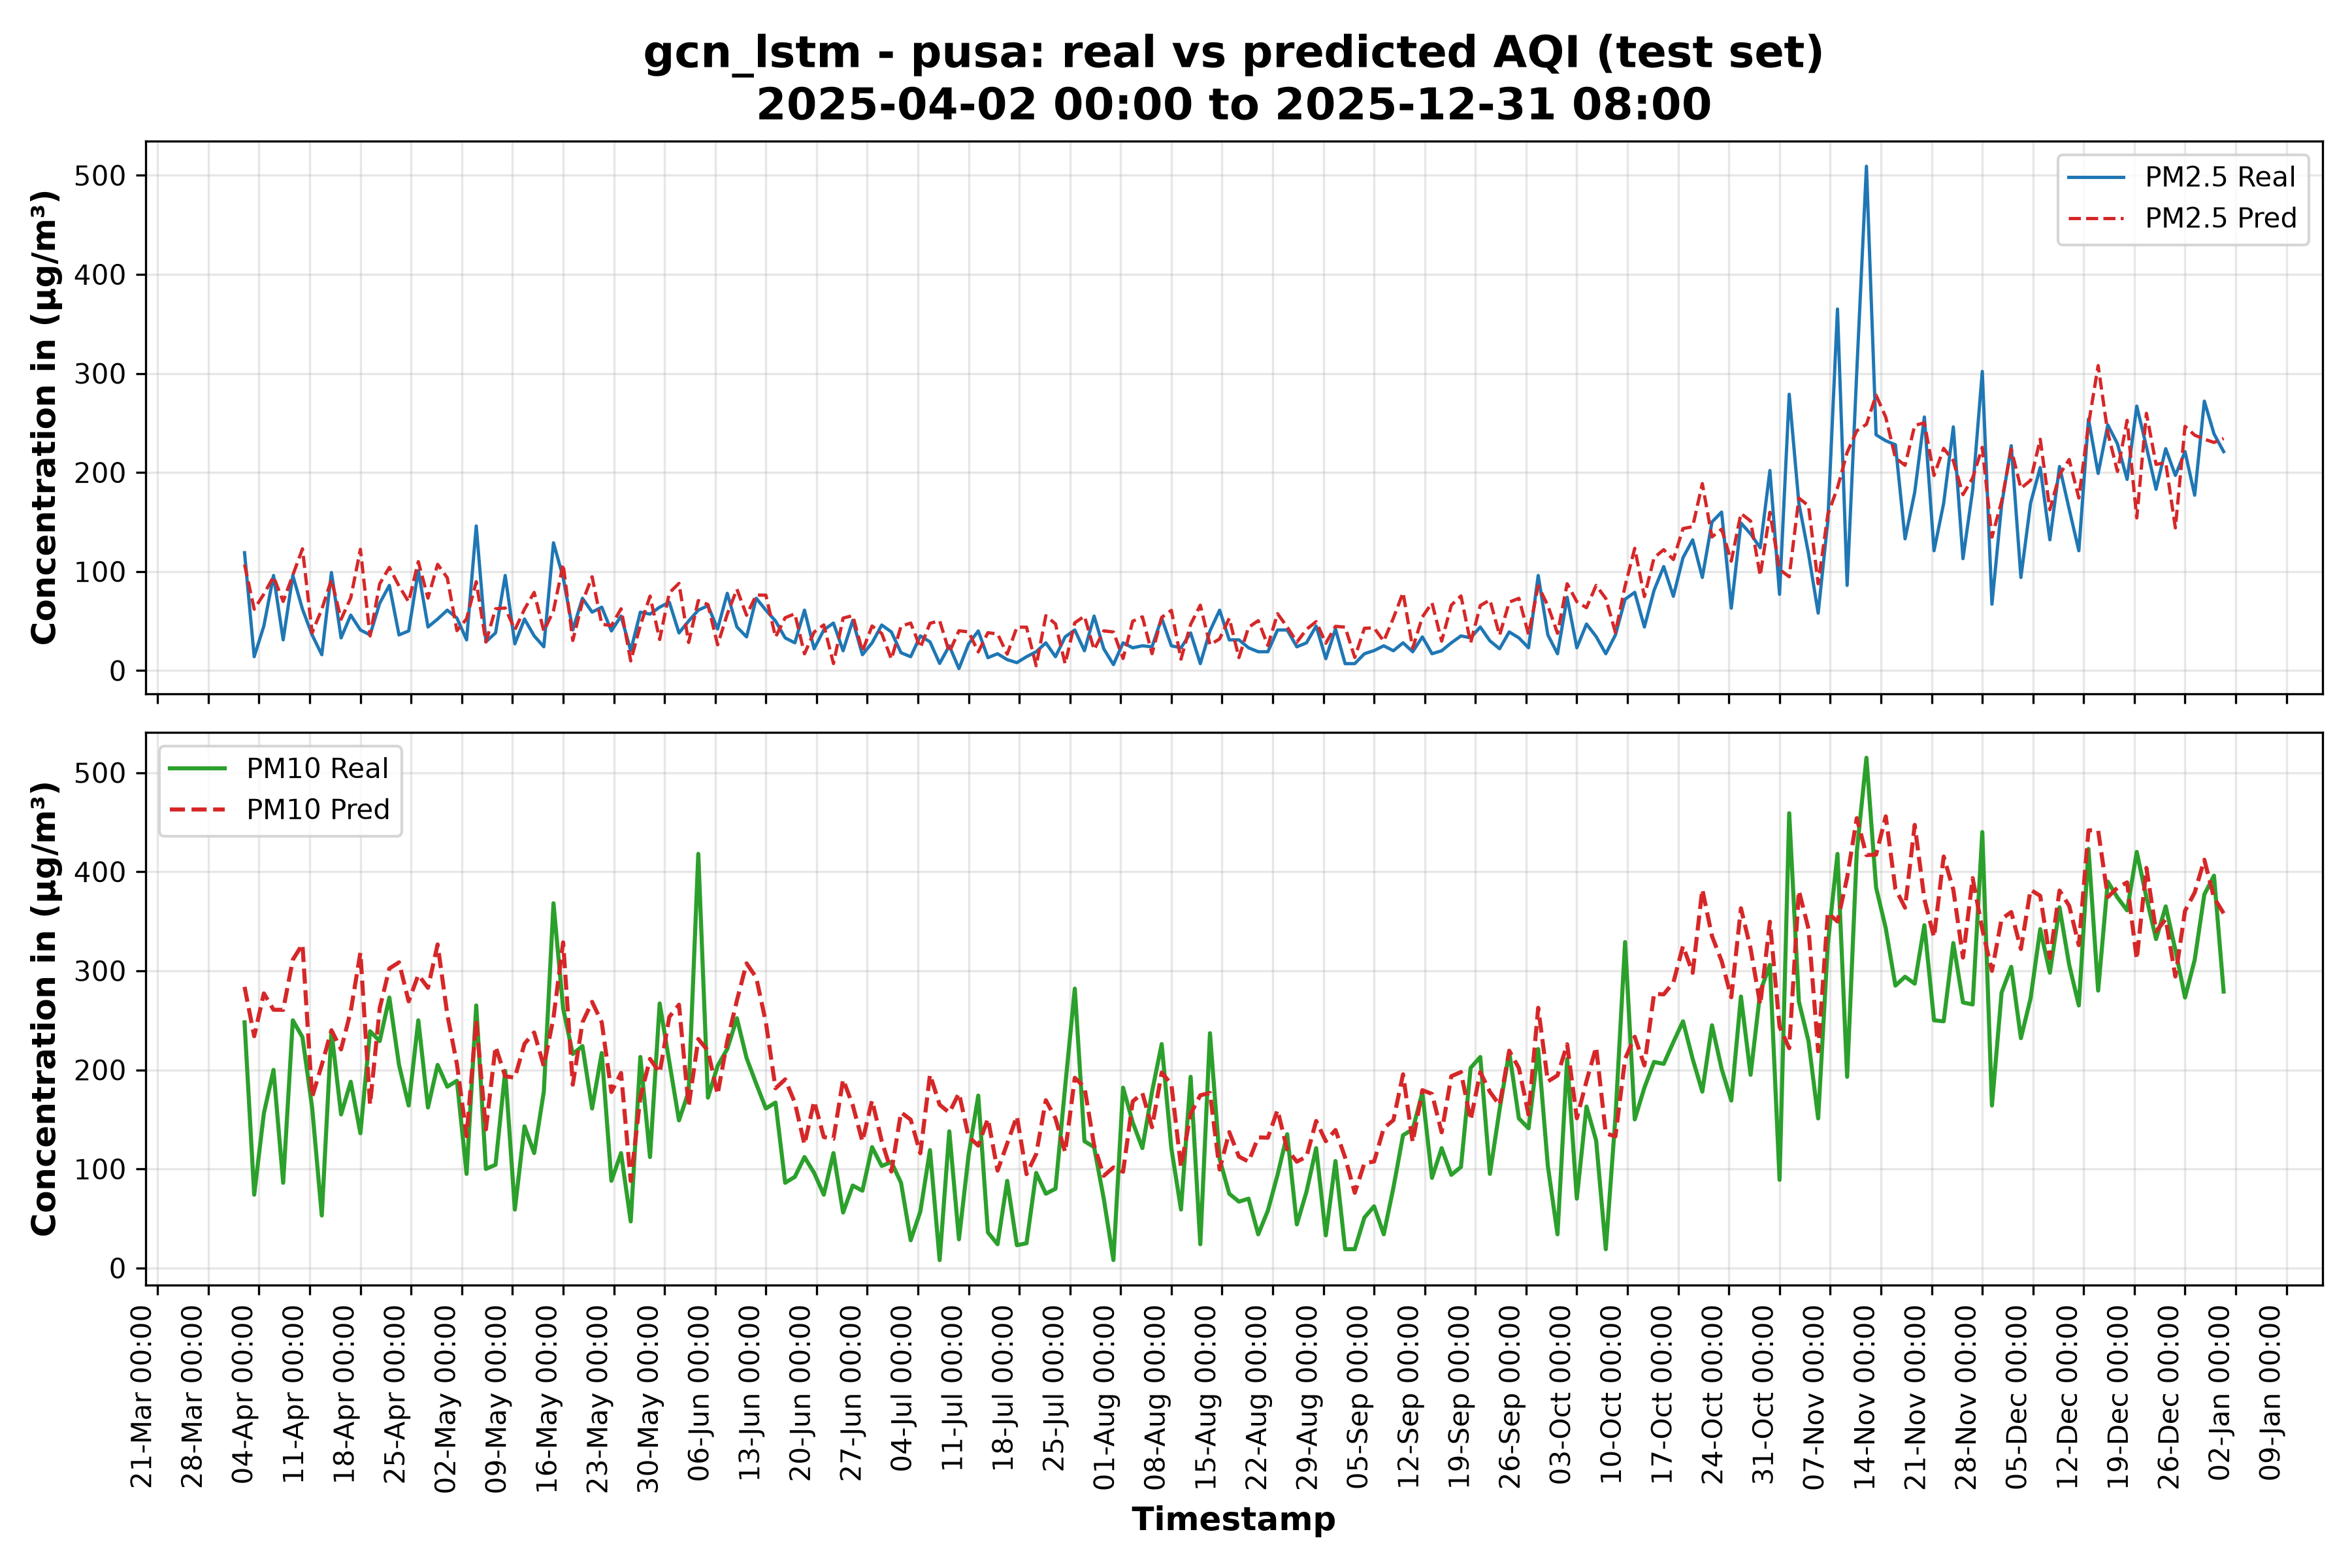 gcn_lstm - pusa: real vs predicted AQI (test set)
2025-04-02 00:00 to 2025-12-31 08:00
Concentration in (µg/m³)
500
400
300
200
100
0
PM2.5 Real
PM2.5 Pred
Concentration in (µg/m³)
500
400
300
200
100
0
PM10 Real
PM10 Pred
21-Mar 00:00
28-Mar 00:00
04-Apr 00:00
11-Apr 00:00
18-Apr 00:00
25-Apr 00:00
02-May 00:00
09-May 00:00
16-May 00:00
23-May 00:00
30-May 00:00
06-Jun 00:00
13-Jun 00:00
20-Jun 00:00
27-Jun 00:00
04-Jul 00:00
11-Jul 00:00
18-Jul 00:00
25-Jul 00:00
01-Aug 00:00
08-Aug 00:00
15-Aug 00:00
22-Aug 00:00
29-Aug 00:00
05-Sep 00:00
12-Sep 00:00
19-Sep 00:00
26-Sep 00:00
03-Oct 00:00
10-Oct 00:00
17-Oct 00:00
24-Oct 00:00
31-Oct 00:00
07-Nov 00:00
14-Nov 00:00
21-Nov 00:00
28-Nov 00:00
05-Dec 00:00
12-Dec 00:00
19-Dec 00:00
26-Dec 00:00
02-Jan 00:00
09-Jan 00:00
Timestamp